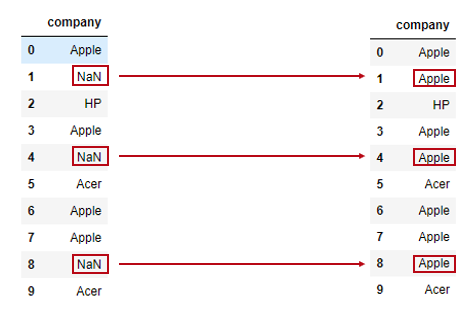 company company
0 Apple 0 Apple
1 NaN 1 Apple
2 HP 2 HP
3 Apple 3 Apple
4 NaN 4 Apple
5 Acer 5 Acer
6 Apple 6 Apple
7 Apple 7 Apple
8 NaN 8 Apple
9 Acer 9 Acer